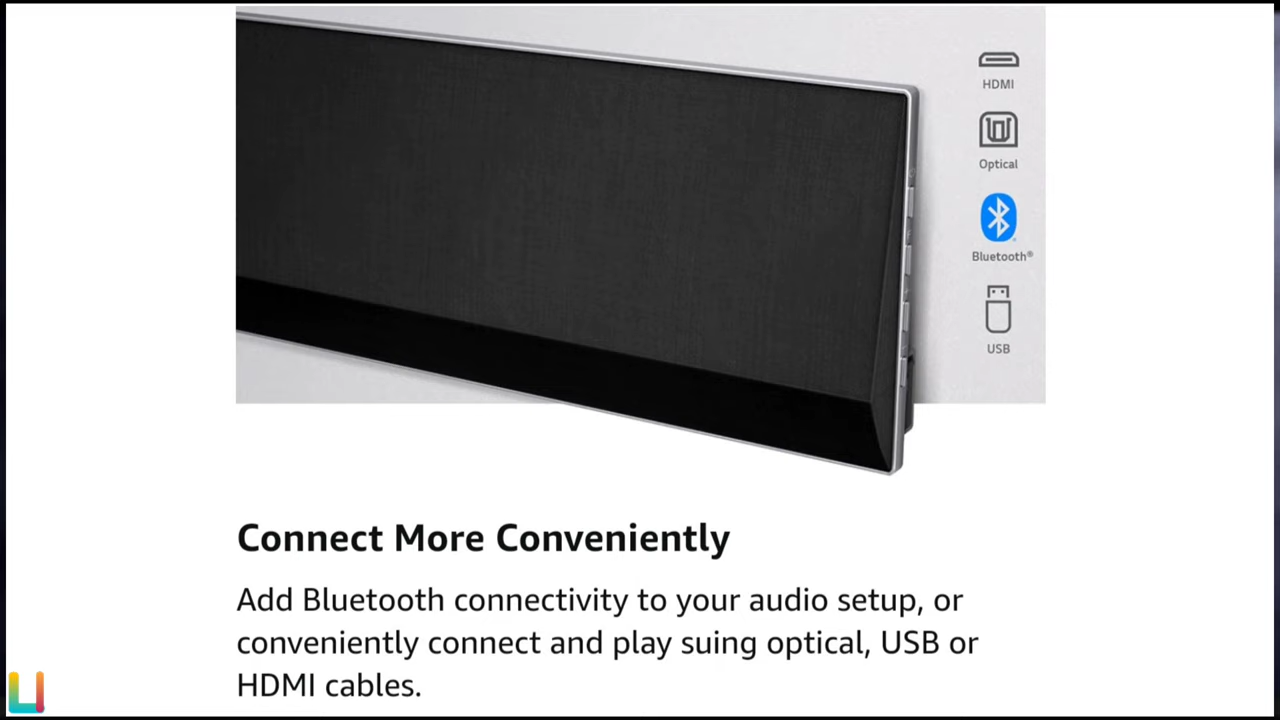 HDMI
Optical
Bluetooth®
USB
Connect More Conveniently
Add Bluetooth connectivity to your audio setup, or
conveniently connect and play suing optical, USB or
HDMI cables.